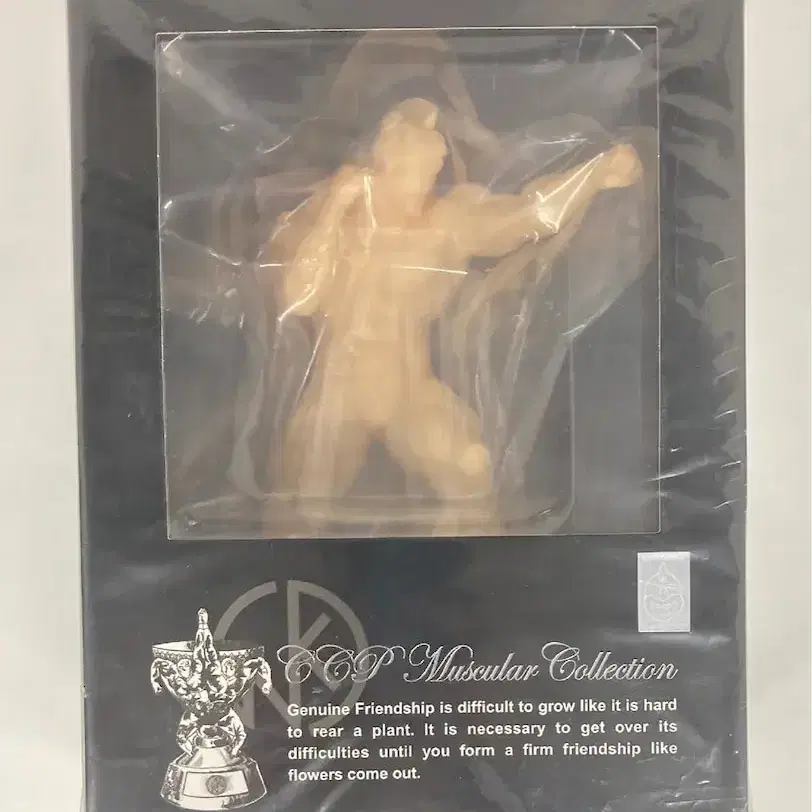 CCP Muscular Collection
Genuine Friendship is difficult to grow like it is hard
to rear a plant. It is necessary to get over its
difficulties until you form a firm friendship like
flowers come out.